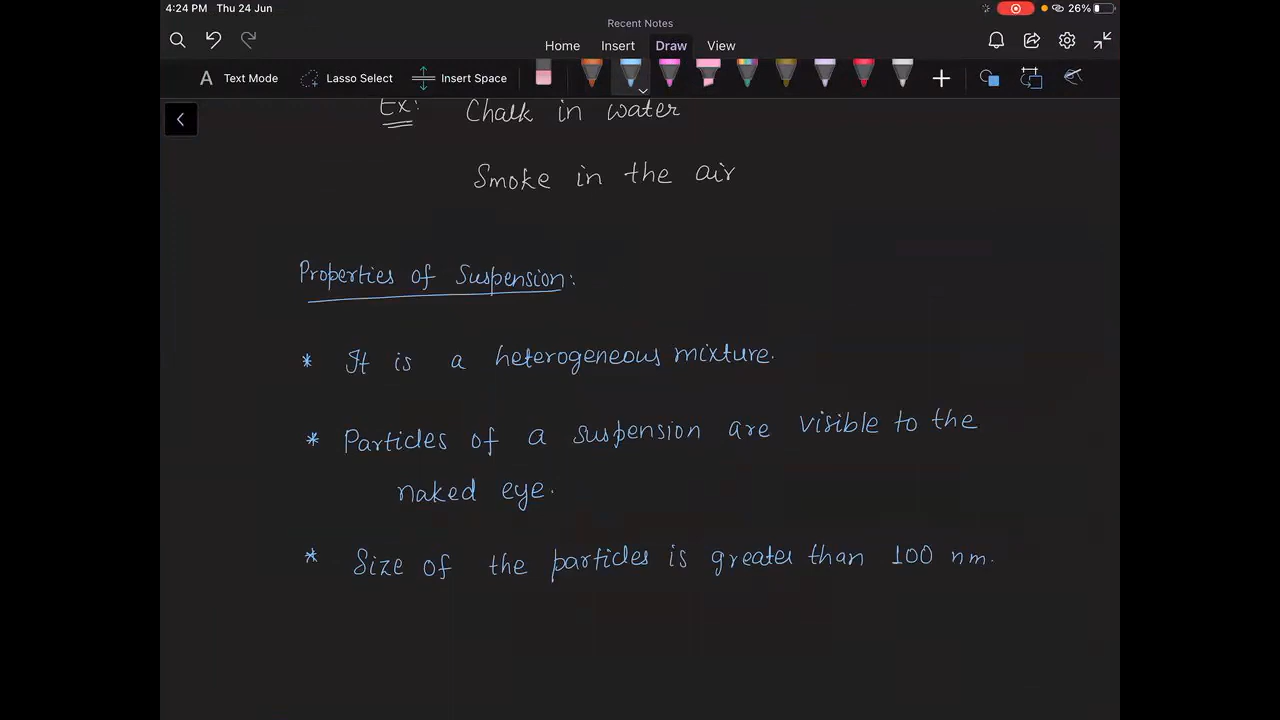 4:24 PM Thu 24 Jun
26%
Recent Notes
Home Insert Draw View
A Text Mode Lasso Select Insert Space
Ex: Chalk in water
Smoke in the air
Properties of Suspension:
* It is a heterogeneous mixture.
* Particles of a suspension are visible to the
naked eye.
* Size of the particles is greater than 100 nm.